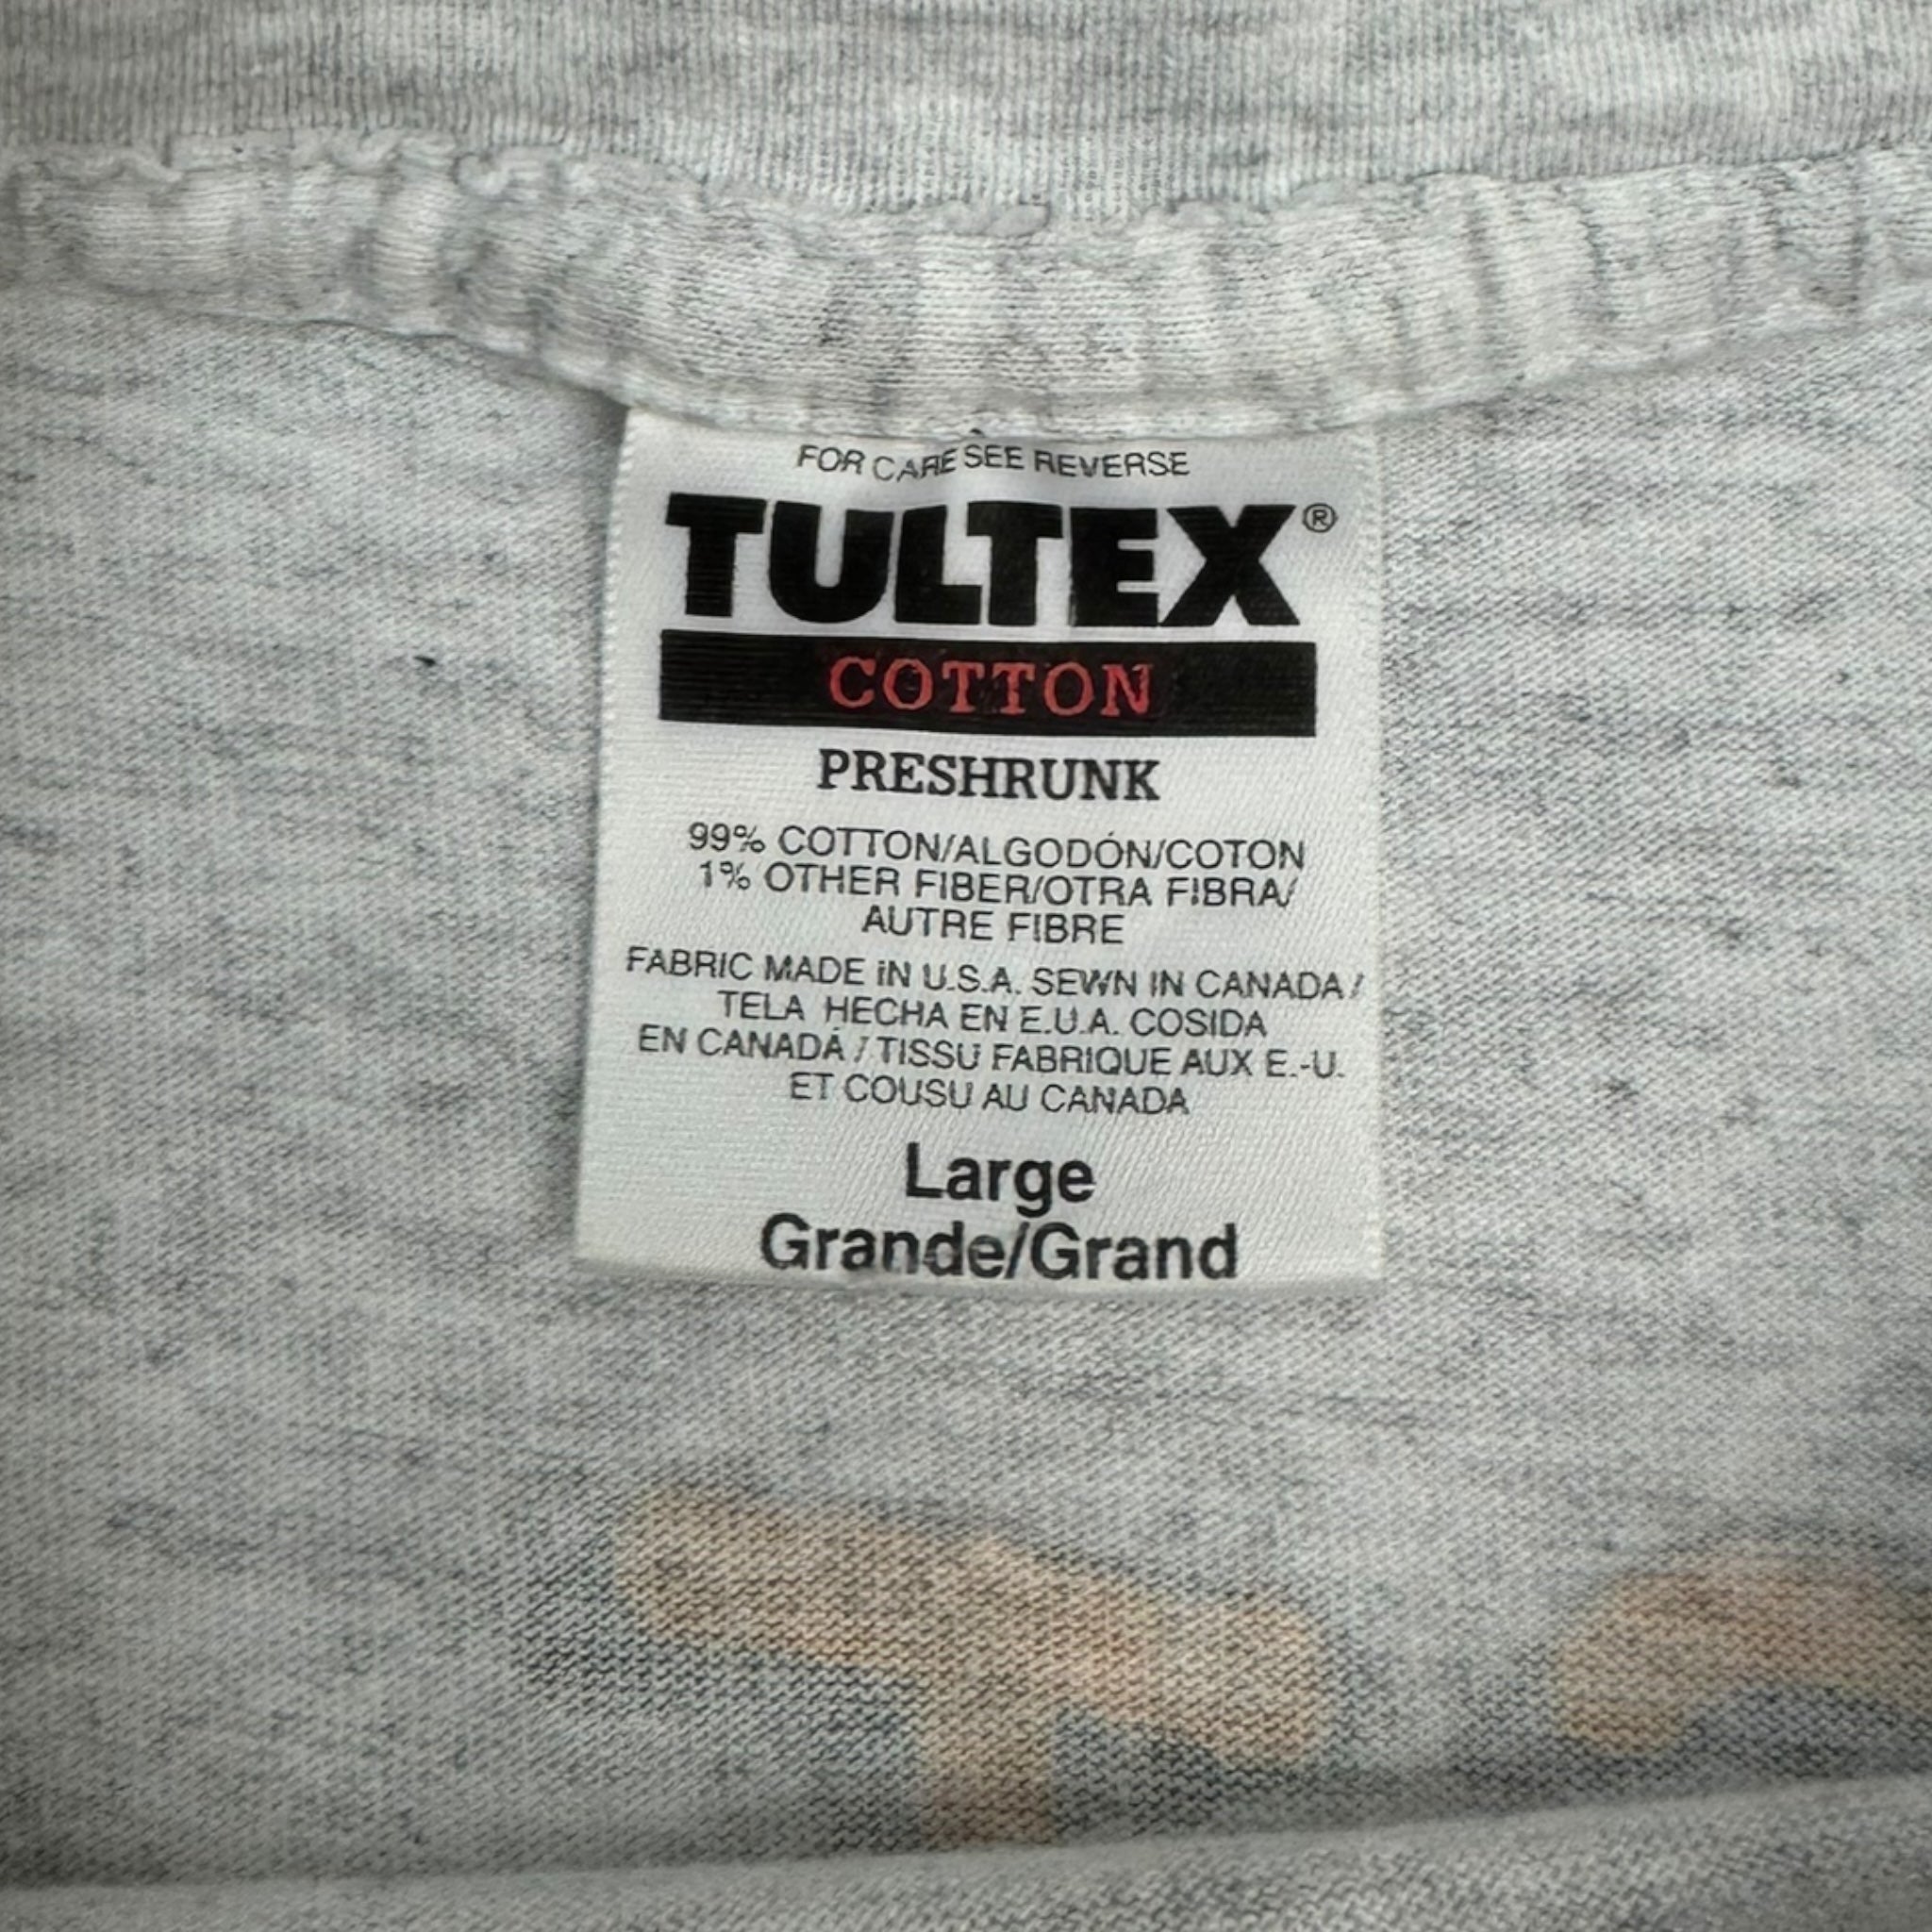 FOR CARE SEE REVERSE
TULTEX®
COTTON
PRESHRUNK
99% COTTON/ALGODÓN/COTON
1% OTHER FIBER/OTRA FIBRA/
AUTRE FIBRE
FABRIC MADE IN U.S.A. SEWN IN CANADA /
TELA HECHA EN E.U.A. COSIDA
EN CANADÁ / TISSU FABRIQUE AUX E.-U.
ET COUSU AU CANADA
Large
Grande/Grand